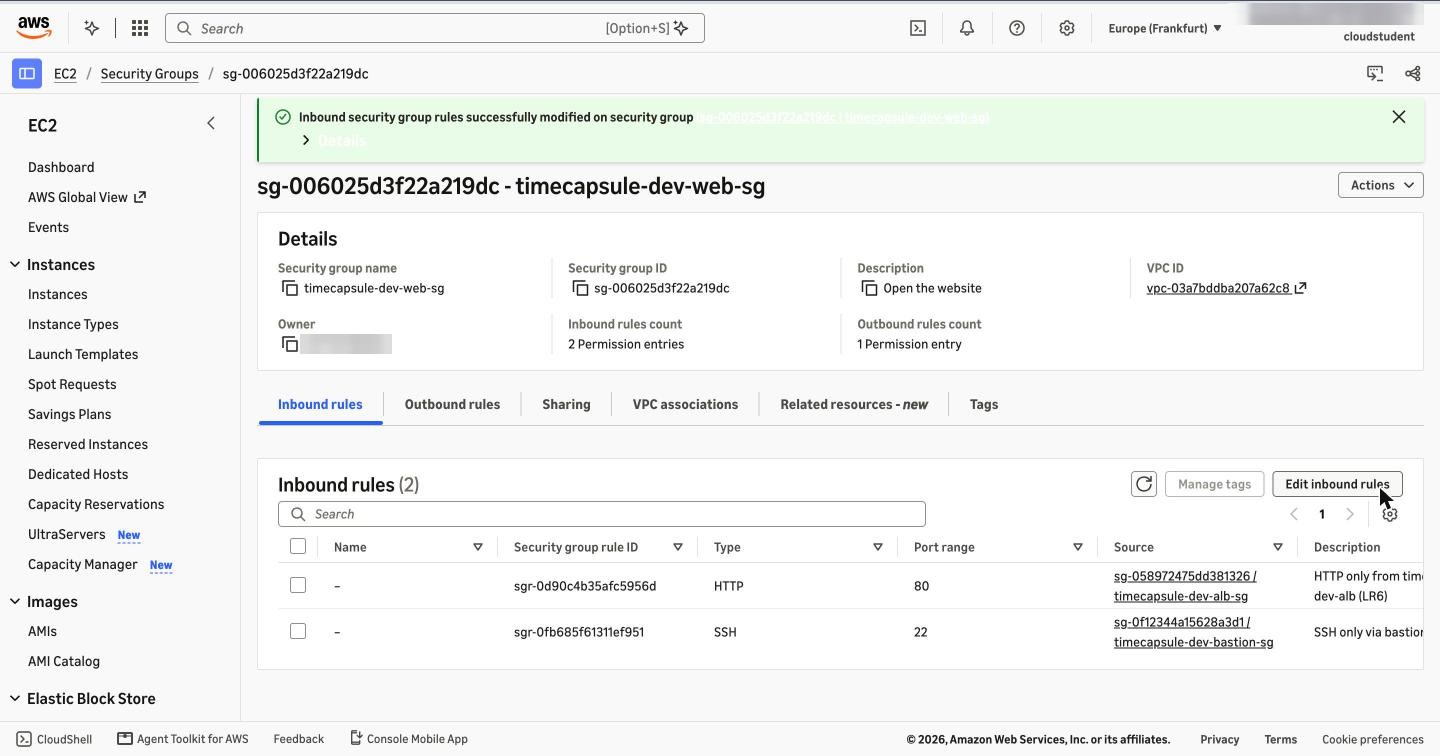 aws
Search [Option+S]
Europe (Frankfurt)
cloudstudent
EC2 / Security Groups / sg-006025d3f22a219dc
EC2
Dashboard
AWS Global View
Events
Instances
Instances
Instance Types
Launch Templates
Spot Requests
Savings Plans
Reserved Instances
Dedicated Hosts
Capacity Reservations
UltraServers New
Capacity Manager New
Images
AMIs
AMI Catalog
Elastic Block Store
Inbound security group rules successfully modified on security group (sg-006025d3f22a219dc | timecapsule-dev-web-sg)
Details
sg-006025d3f22a219dc - timecapsule-dev-web-sg
Actions
Details
Security group name
timecapsule-dev-web-sg
Security group ID
sg-006025d3f22a219dc
Description
Open the website
VPC ID
vpc-03a7bddba207a62c8
Owner
Inbound rules count
2 Permission entries
Outbound rules count
1 Permission entry
Inbound rules Outbound rules Sharing VPC associations Related resources - new Tags
Inbound rules (2)
Manage tags Edit inbound rules
Search
1
Name Security group rule ID Type Port range Source Description
– sgr-0d90c4b35afc5956d HTTP 80 sg-058972475dd381326 / HTTP only from time
timecapsule-dev-alb-sg dev-alb (LR6)
– sgr-0fb685f61311ef951 SSH 22 sg-0f12344a15628a3d1 / SSH only via bastion
timecapsule-dev-bastion-sg
CloudShell Agent Toolkit for AWS Feedback Console Mobile App © 2026, Amazon Web Services, Inc. or its affiliates. Privacy Terms Cookie preferences